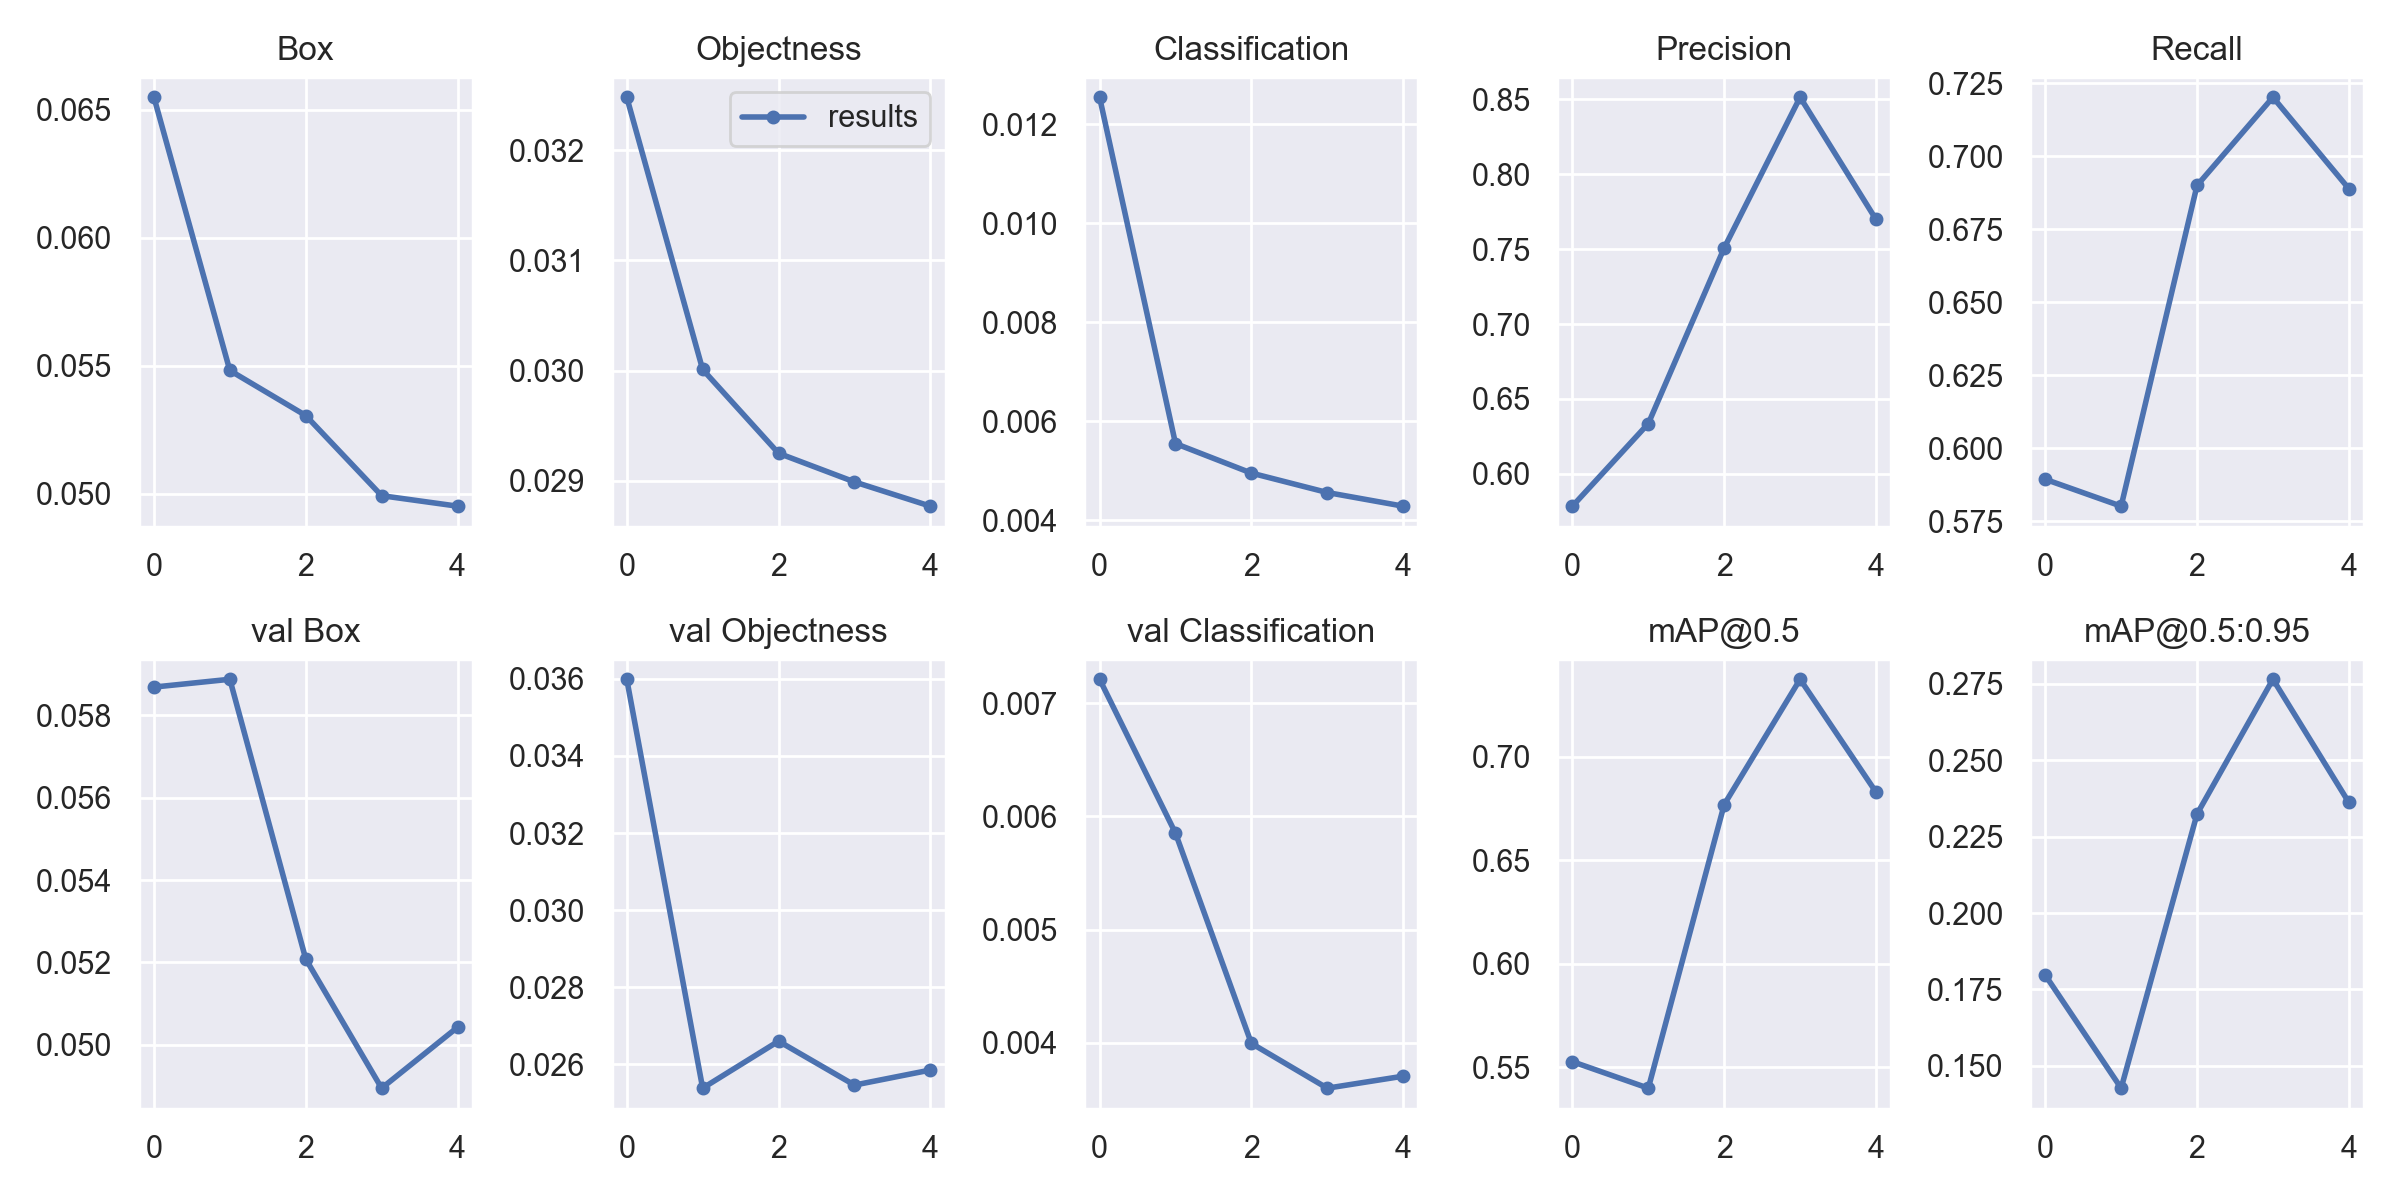 Box
0.065
0.060
0.055
0.050
0 2 4
Objectness
results
0.032
0.031
0.030
0.029
0 2 4
Classification
0.012
0.010
0.008
0.006
0.004
0 2 4
Precision
0.85
0.80
0.75
0.70
0.65
0.60
0 2 4
Recall
0.725
0.700
0.675
0.650
0.625
0.600
0.575
0 2 4
val Box
0.058
0.056
0.054
0.052
0.050
0 2 4
val Objectness
0.036
0.034
0.032
0.030
0.028
0.026
0 2 4
val Classification
0.007
0.006
0.005
0.004
0 2 4
mAP@0.5
0.70
0.65
0.60
0.55
0 2 4
mAP@0.5:0.95
0.275
0.250
0.225
0.200
0.175
0.150
0 2 4